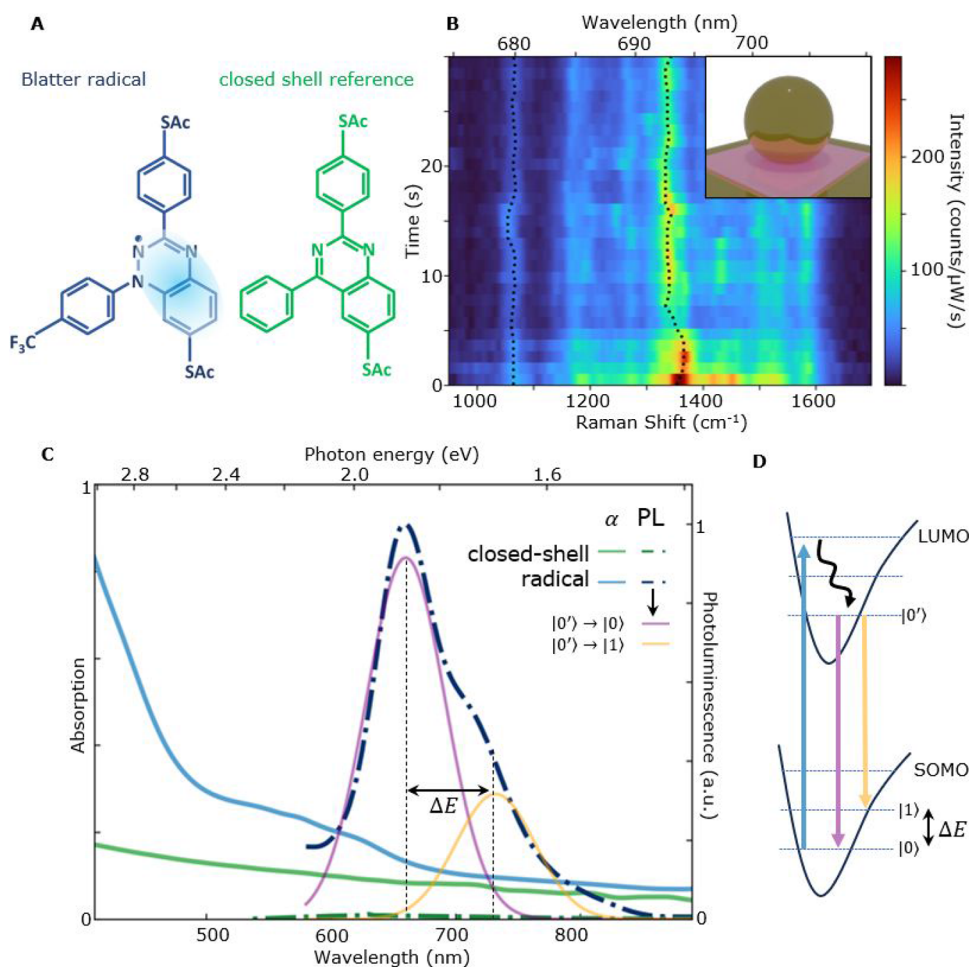 A
Blatter radical
closed shell reference
SAc
SAc
N
N
N
N
N
F₃C
SAc
SAc
B
Wavelength (nm)
680
690
700
Time (s)
20
10
0
1000
1200
1400
1600
Raman Shift (cm⁻¹)
Intensity (counts/µW/s)
200
100
C
Photon energy (eV)
2.8
2.4
2.0
1.6
1
1
α PL
closed-shell
radical
|0'⟩ → |0⟩
|0'⟩ → |1⟩
ΔE
Absorption
Photoluminescence (a.u.)
0
0
500
600
700
800
Wavelength (nm)
D
LUMO
|0'⟩
SOMO
|1⟩
ΔE
|0⟩